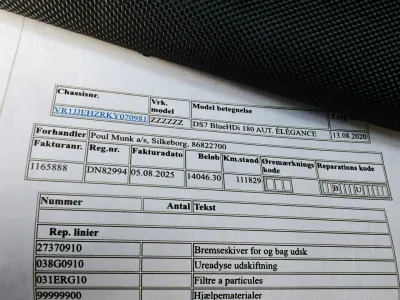 Chassisnr. Vrk. model Model betegnelse
VR1JJEHZRKY070981 ZZZZZZ DS7 BlueHDi 180 AUT. ÉLÉGANCE 13.08.2020
Forhandler Poul Munk a/s, Silkeborg, 86822700
Fakturanr. Reg.nr. Fakturadato Beløb Km.stand Øremærknings kode Reparations kode
1165888 DN82994 05.08.2025 14046.30 111829 B U
Nummer Antal Tekst
Rep. linier
27370910 Bremseskiver for og bag udsk
038G0910 Ureadyse udskiftning
031ERG10 Filtre a particules
99999900 Hjælpematerialer